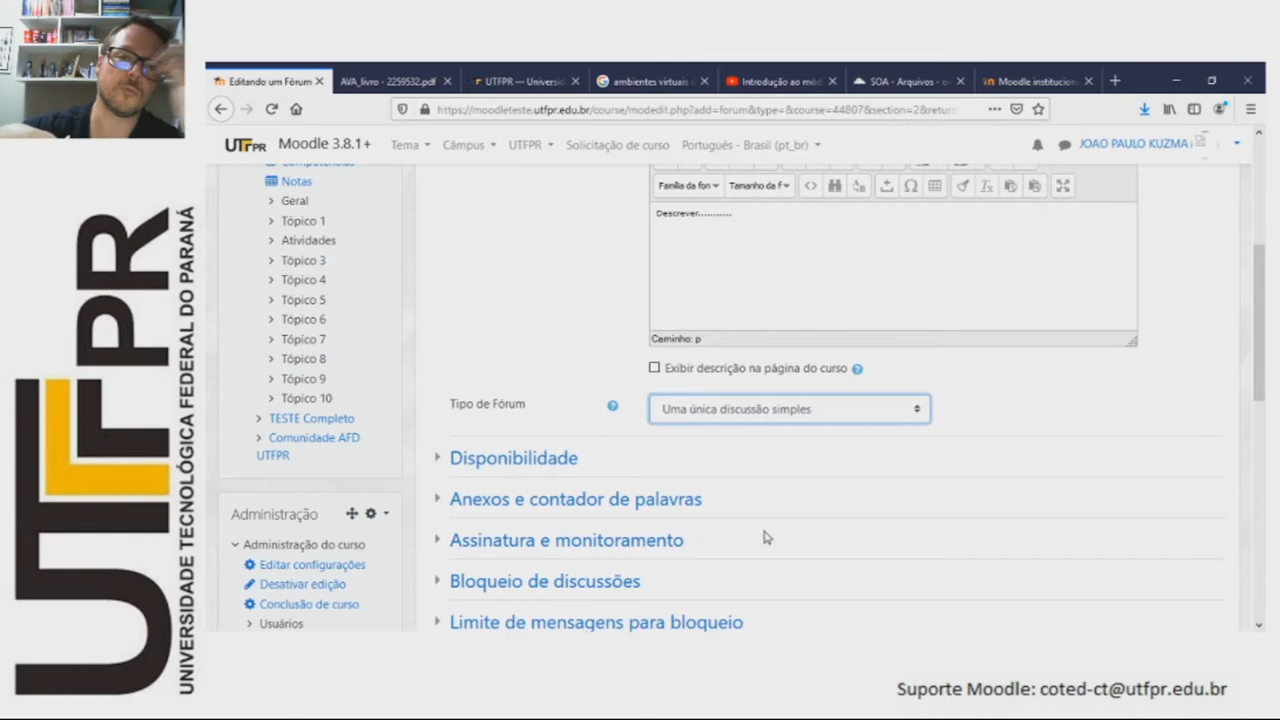 Editando um Fórum
AVA_livro - 2259532.pdf
UTFPR — Universi
ambientes virtuais d
Introdução ao mód
SOA - Arquivos - o
Moodle institucion
https://moodleteste.utfpr.edu.br/course/modedit.php?add=forum&type=&course=44807&section=2&return
UTFPR Moodle 3.8.1+ Tema Câmpus UTFPR Solicitação de curso Português - Brasil (pt_br) JOAO PAULO KUZMA
Competências
Notas
Geral
Tópico 1
Atividades
Tópico 3
Tópico 4
Tópico 5
Tópico 6
Tópico 7
Tópico 8
Tópico 9
Tópico 10
TESTE Completo
Comunidade AFD
UTFPR
Administração
Administração do curso
Editar configurações
Desativar edição
Conclusão de curso
Usuários
Família da fon Tamanho da f
Descrever...........
Caminho: p
Exibir descrição na página do curso
Tipo de Fórum
Uma única discussão simples
Disponibilidade
Anexos e contador de palavras
Assinatura e monitoramento
Bloqueio de discussões
Limite de mensagens para bloqueio
UTFPR
UNIVERSIDADE TECNOLÓGICA FEDERAL DO PARANÁ
Suporte Moodle: coted-ct@utfpr.edu.br